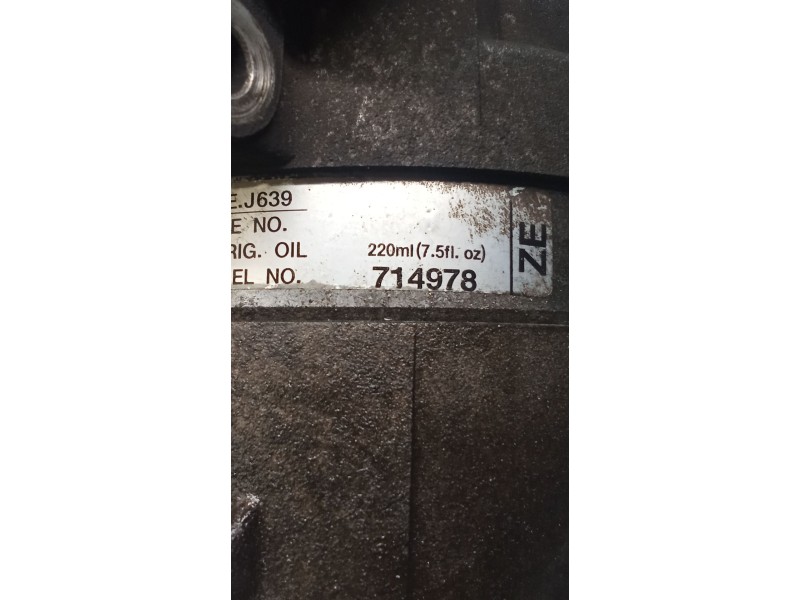 E.J639
E NO.
RIG. OIL 220ml(7.5fl. oz)
EL NO. 714978
ZE